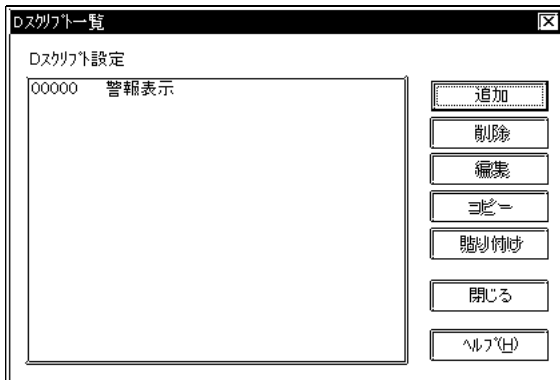 Dｽｸﾘﾌﾟﾄ一覧
Dｽｸﾘﾌﾟﾄ設定
00000 警報表示
追加
削除
編集
コピー
貼り付け
閉じる
ﾍﾙﾌﾟ(H)